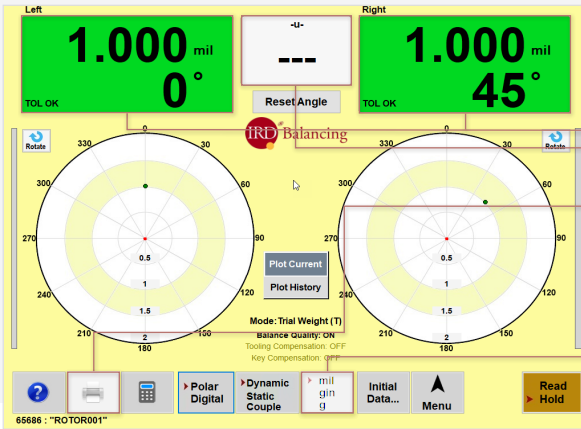 Left
Right
1.000 mil
0°
TOL OK
-u-
---
1.000 mil
45°
TOL OK
Reset Angle
IRD Balancing
Rotate
Rotate
0
30
60
90
120
150
180
210
240
270
300
330
0.5
1
1.5
2
0
30
60
90
120
150
180
210
240
270
300
330
0.5
1
1.5
2
Plot Current
Plot History
Mode: Trial Weight (T)
Balance Quality: ON
Tooling Compensation: OFF
Key Compensation: OFF
?
Polar
Digital
Dynamic
Static
Couple
mil
gin
g
Initial
Data...
Menu
Read
Hold
65686 : "ROTOR001"